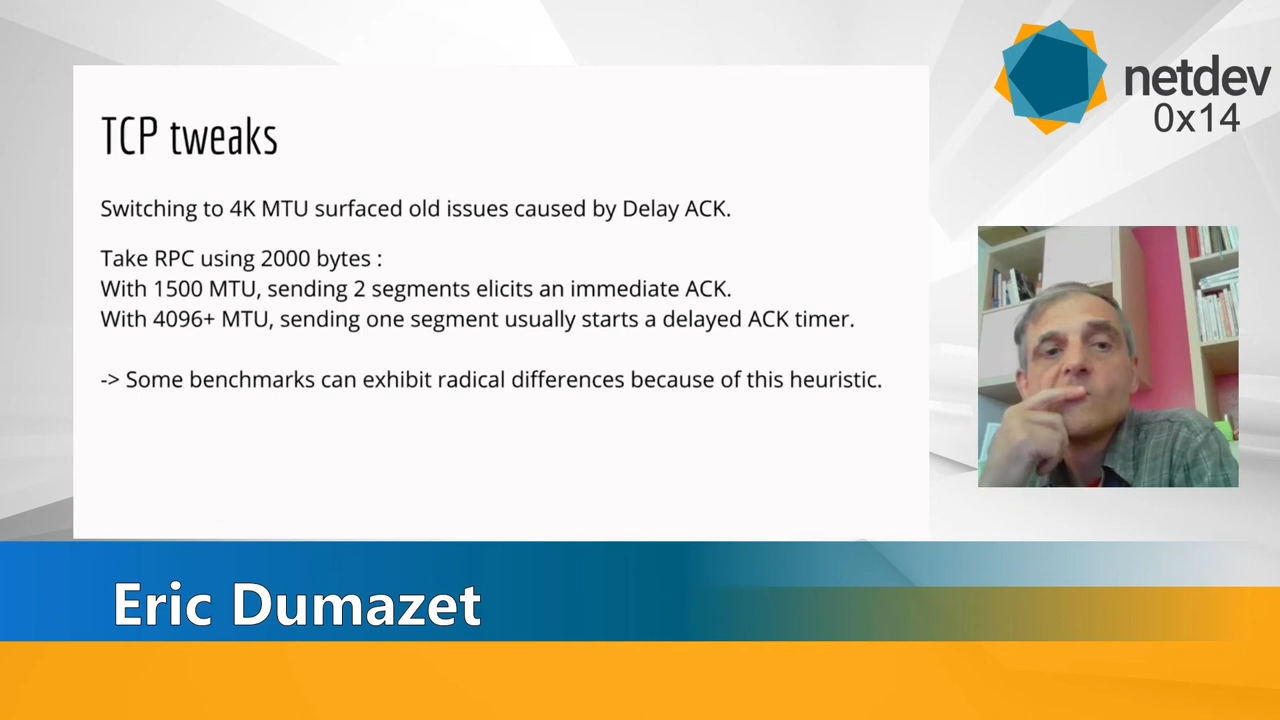 TCP tweaks
Switching to 4K MTU surfaced old issues caused by Delay ACK.
Take RPC using 2000 bytes :
With 1500 MTU, sending 2 segments elicits an immediate ACK.
With 4096+ MTU, sending one segment usually starts a delayed ACK timer.
-> Some benchmarks can exhibit radical differences because of this heuristic.
netdev
0x14
Eric Dumazet